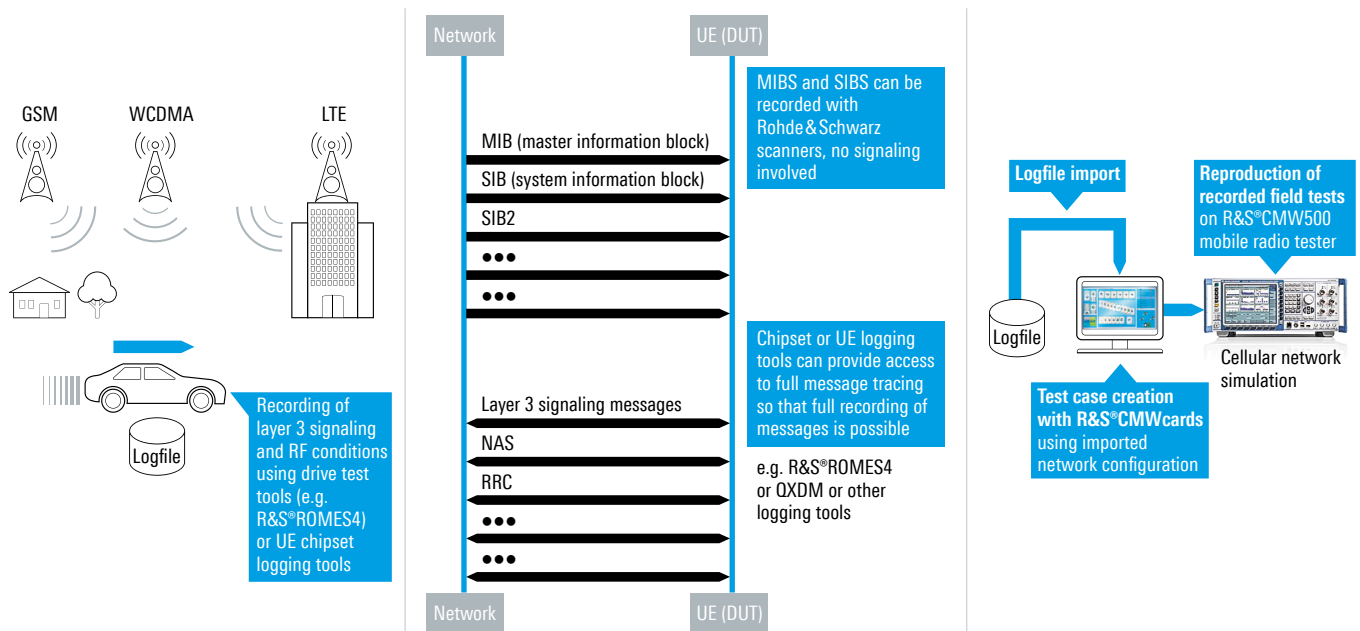 GSM
WCDMA
LTE
Recording of
layer 3 signaling
and RF conditions
using drive test
tools (e.g.
R&S®ROMES4)
or UE chipset
logging tools
Logfile
Network
UE (DUT)
MIB (master information block)
SIB (system information block)
SIB2
●●●
●●●
MIBS and SIBS can be
recorded with
Rohde & Schwarz
scanners, no signaling
involved
Layer 3 signaling messages
NAS
RRC
●●●
●●●
Chipset or UE logging
tools can provide access
to full message tracing
so that full recording of
messages is possible
e.g. R&S®ROMES4
or QXDM or other
logging tools
Network
UE (DUT)
Logfile import
Logfile
Reproduction of
recorded field tests
on R&S®CMW500
mobile radio tester
Cellular network
simulation
Test case creation
with R&S®CMWcards
using imported
network configuration